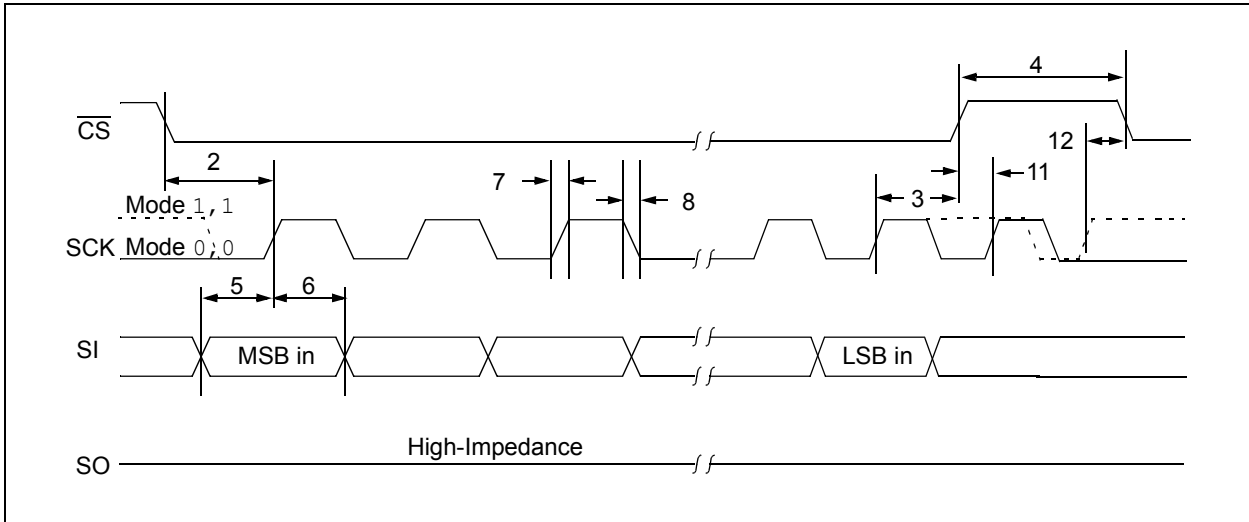 4
CS
12
2
7
8
3
11
Mode 1,1
SCK Mode 0,0
5
6
SI
MSB in
LSB in
High-Impedance
SO